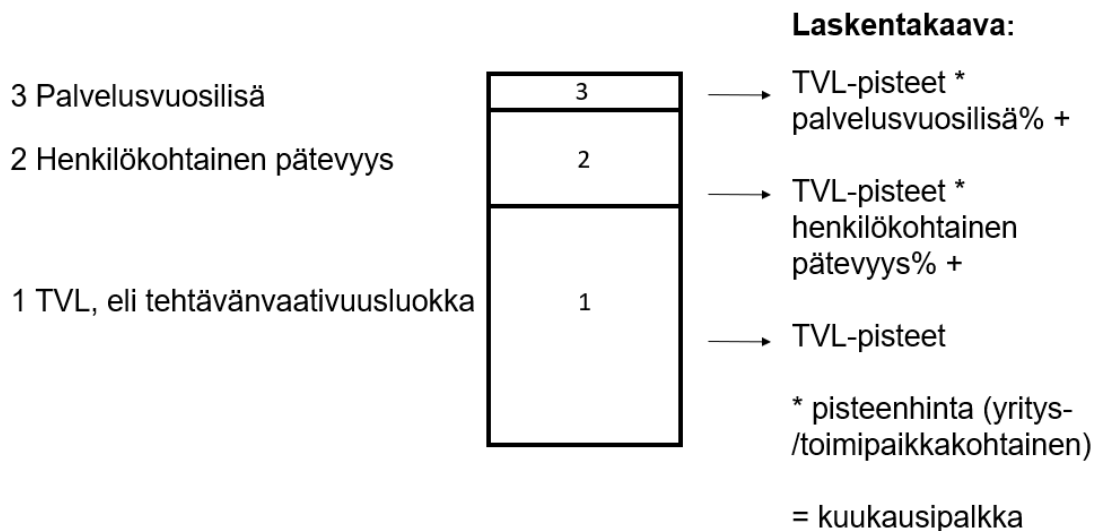 Laskentakaava:
3 Palvelusvuosilisä
3
TVL-pisteet *
palvelusvuosilisä% +
2 Henkilökohtainen pätevyys
2
TVL-pisteet *
henkilökohtainen
pätevyys% +
1 TVL, eli tehtävänvaativuusluokka
1
TVL-pisteet
* pisteenhinta (yritys-
/toimipaikkakohtainen)
= kuukausipalkka